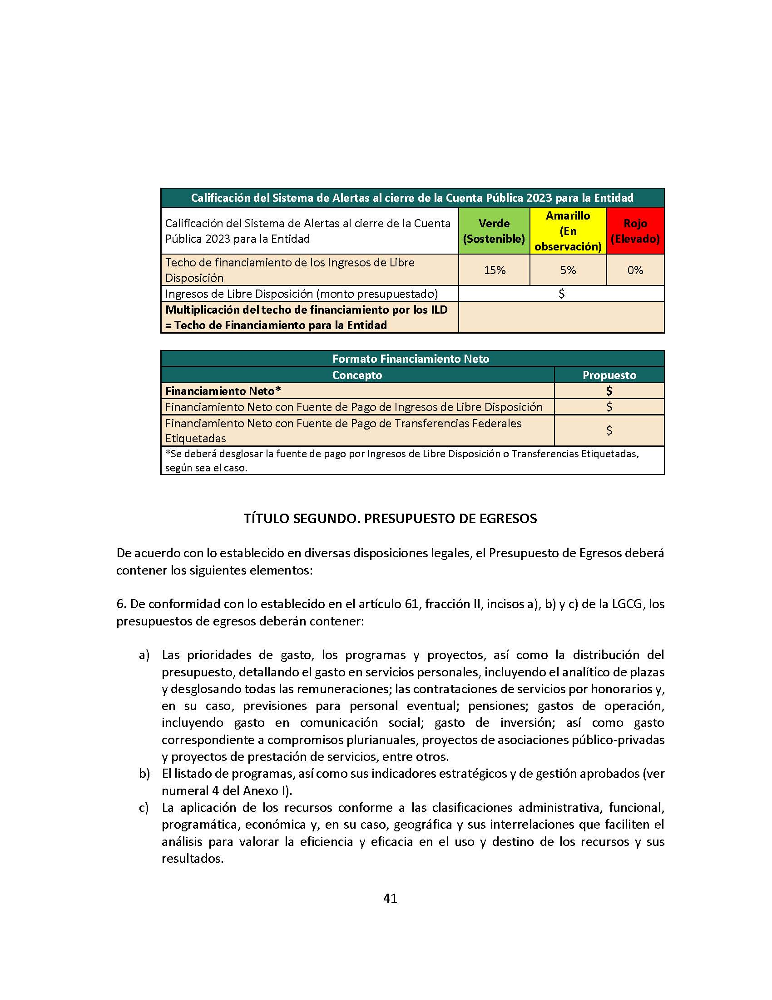 Calificación del Sistema de Alertas al cierre de la Cuenta Pública 2023 para la Entidad
Calificación del Sistema de Alertas al cierre de la Cuenta
Pública 2023 para la Entidad
Verde
(Sostenible)
Amarillo
(En
observación)
Rojo
(Elevado)
Techo de financiamiento de los Ingresos de Libre
Disposición
15%
5%
0%
Ingresos de Libre Disposición (monto presupuestado)
$
Multiplicación del techo de financiamiento por los ILD
= Techo de Financiamiento para la Entidad
Formato Financiamiento Neto
Concepto
Propuesto
Financiamiento Neto*
$
Financiamiento Neto con Fuente de Pago de Ingresos de Libre Disposición
$
Financiamiento Neto con Fuente de Pago de Transferencias Federales
Etiquetadas
$
*Se deberá desglosar la fuente de pago por Ingresos de Libre Disposición o Transferencias Etiquetadas,
según sea el caso.
TÍTULO SEGUNDO. PRESUPUESTO DE EGRESOS
De acuerdo con lo establecido en diversas disposiciones legales, el Presupuesto de Egresos deberá
contener los siguientes elementos:
6. De conformidad con lo establecido en el artículo 61, fracción II, incisos a), b) y c) de la LGCG, los
presupuestos de egresos deberán contener:
a) Las prioridades de gasto, los programas y proyectos, así como la distribución del
presupuesto, detallando el gasto en servicios personales, incluyendo el analítico de plazas
y desglosando todas las remuneraciones; las contrataciones de servicios por honorarios y,
en su caso, previsiones para personal eventual; pensiones; gastos de operación,
incluyendo gasto en comunicación social; gasto de inversión; así como gasto
correspondiente a compromisos plurianuales, proyectos de asociaciones público-privadas
y proyectos de prestación de servicios, entre otros.
b) El listado de programas, así como sus indicadores estratégicos y de gestión aprobados (ver
numeral 4 del Anexo I).
c) La aplicación de los recursos conforme a las clasificaciones administrativa, funcional,
programática, económica y, en su caso, geográfica y sus interrelaciones que faciliten el
análisis para valorar la eficiencia y eficacia en el uso y destino de los recursos y sus
resultados.
41